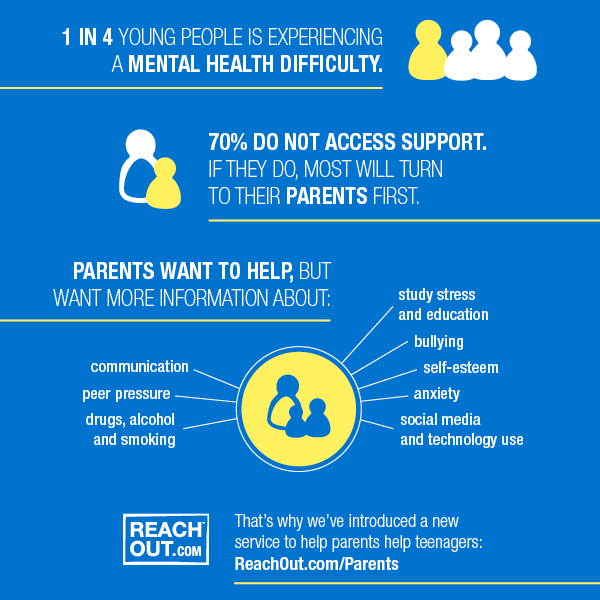 1 IN 4 YOUNG PEOPLE IS EXPERIENCING
A MENTAL HEALTH DIFFICULTY.
70% DO NOT ACCESS SUPPORT.
IF THEY DO, MOST WILL TURN
TO THEIR PARENTS FIRST.
PARENTS WANT TO HELP, BUT
WANT MORE INFORMATION ABOUT:
communication
peer pressure
drugs, alcohol
and smoking
study stress
and education
bullying
self-esteem
anxiety
social media
and technology use
REACH
OUT.COM
That's why we've introduced a new
service to help parents help teenagers:
ReachOut.com/Parents